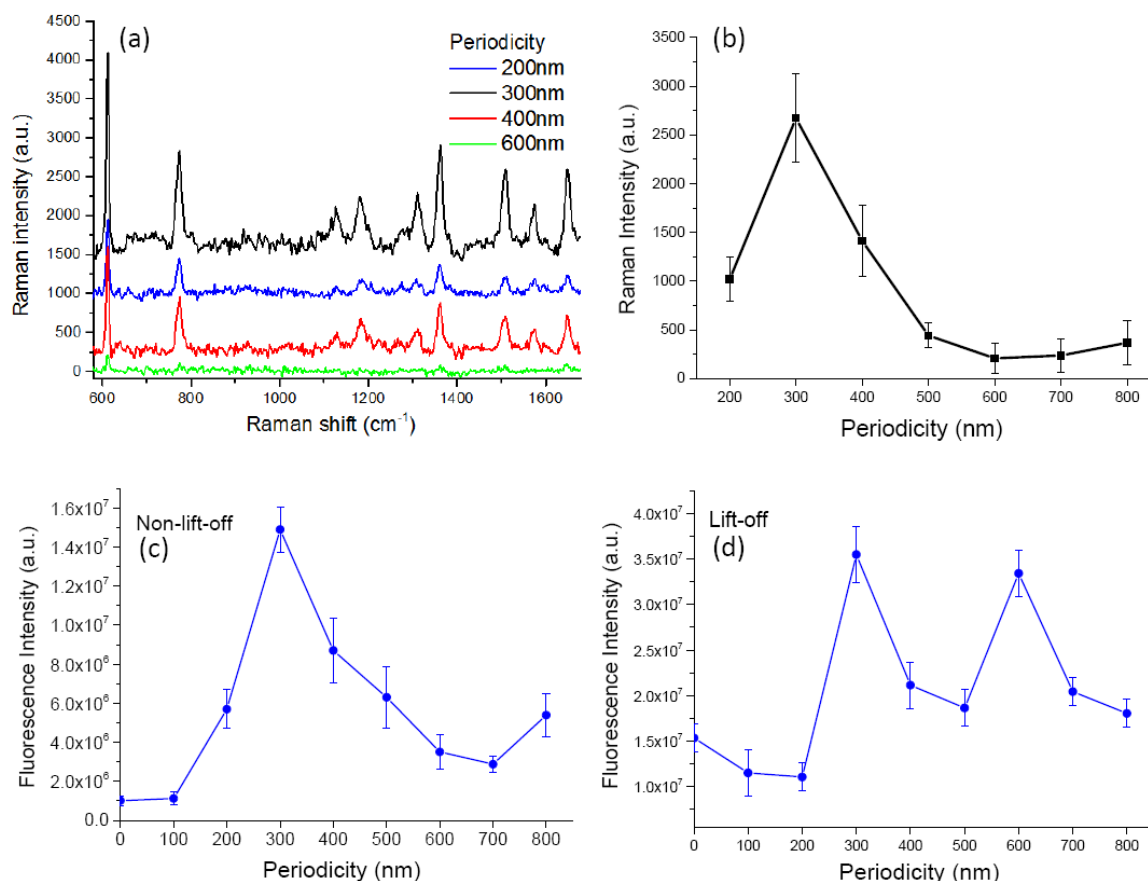 (a)
Periodicity
200nm
300nm
400nm
600nm
4500
4000
3500
3000
2500
2000
1500
1000
500
0
Raman intensity (a.u.)
600 800 1000 1200 1400 1600
Raman shift (cm⁻¹)
(b)
3500
3000
2500
2000
1500
1000
500
0
Raman Intensity (a.u.)
200 300 400 500 600 700 800
Periodicity (nm)
Non-lift-off
(c)
1.6x10⁷
1.4x10⁷
1.2x10⁷
1.0x10⁷
8.0x10⁶
6.0x10⁶
4.0x10⁶
2.0x10⁶
0.0
Fluorescence Intensity (a.u.)
0 100 200 300 400 500 600 700 800
Periodicity (nm)
Lift-off
(d)
4.0x10⁷
3.5x10⁷
3.0x10⁷
2.5x10⁷
2.0x10⁷
1.5x10⁷
1.0x10⁷
Fluorescence Intensity (a.u.)
0 100 200 300 400 500 600 700 800
Periodicity (nm)